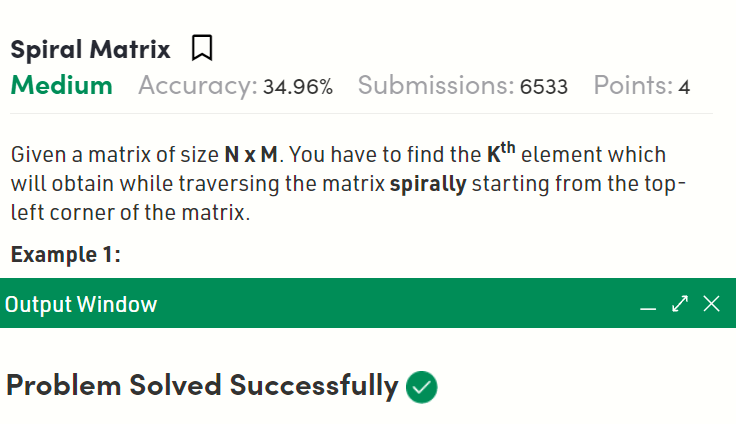 Spiral Matrix
Medium Accuracy: 34.96% Submissions: 6533 Points: 4
Given a matrix of size N x M. You have to find the Kth element which
will obtain while traversing the matrix spirally starting from the top-
left corner of the matrix.
Example 1:
Output Window
Problem Solved Successfully